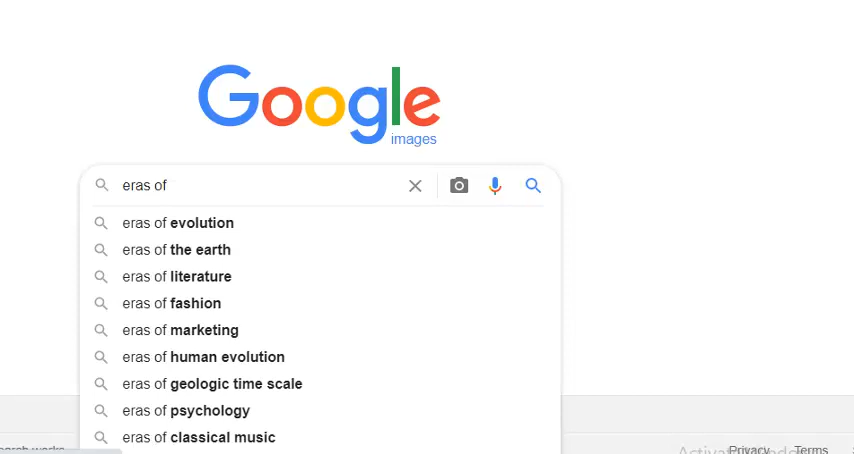 Google
images
eras of
eras of evolution
eras of the earth
eras of literature
eras of fashion
eras of marketing
eras of human evolution
eras of geologic time scale
eras of psychology
eras of classical music
Privacy Terms